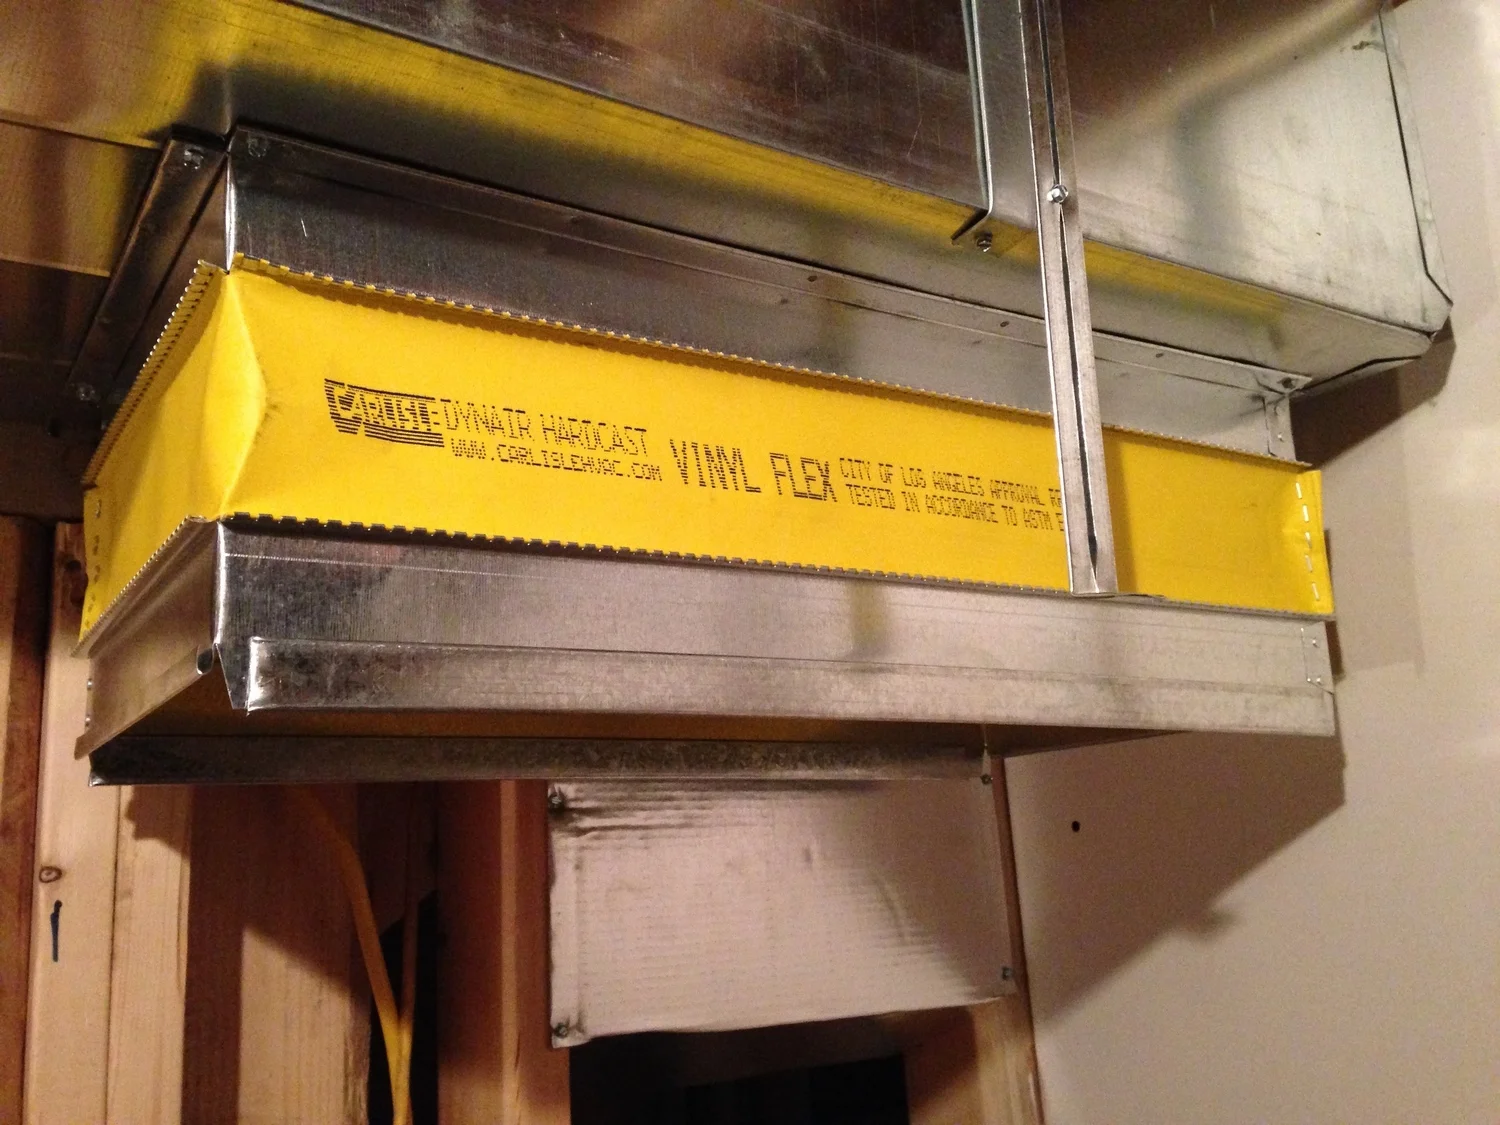 CARLISLE DYNAIR HARDCAST
WWW.CARLISLEHVAC.COM
VINYL FLEX
CITY OF LOS ANGELES APPROVAL
TESTED IN ACCORDANCE TO ASTM E